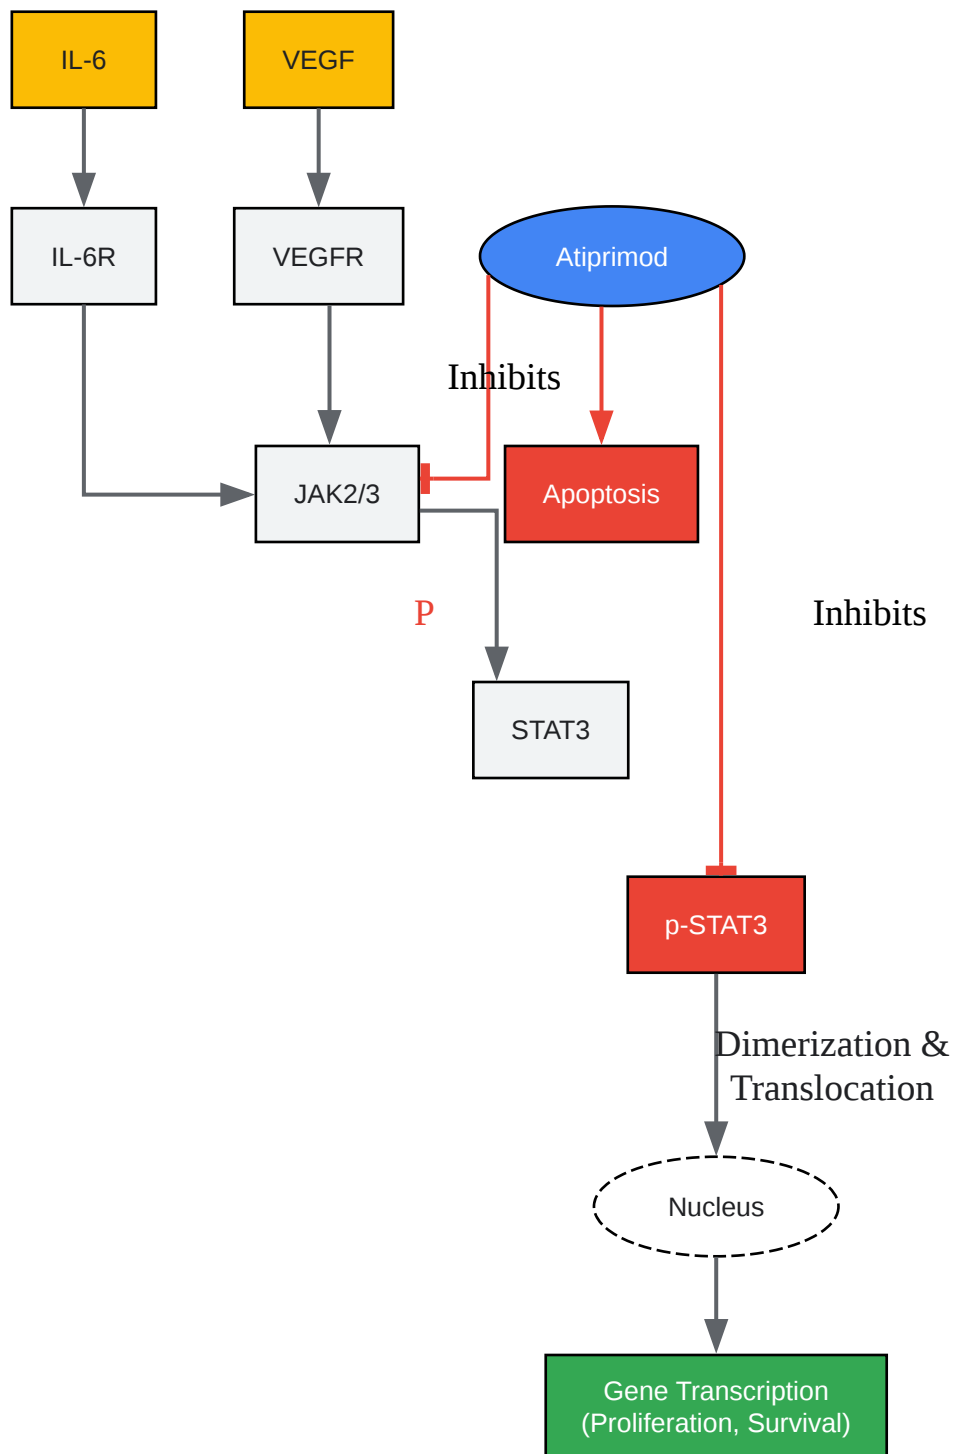 IL-6
VEGF
IL-6R
VEGFR
Atiprimod
Inhibits
JAK2/3
Apoptosis
P
Inhibits
STAT3
p-STAT3
Dimerization &
Translocation
Nucleus
Gene Transcription
(Proliferation, Survival)